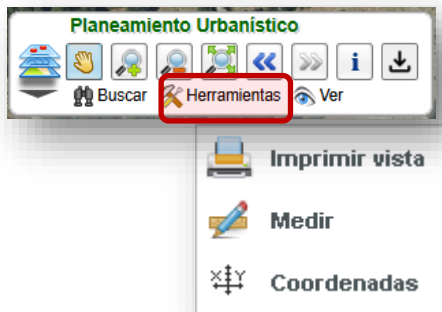 Planeamiento Urbanístico
i
Buscar Herramientas Ver
Imprimir vista
Medir
X Y Coordenadas